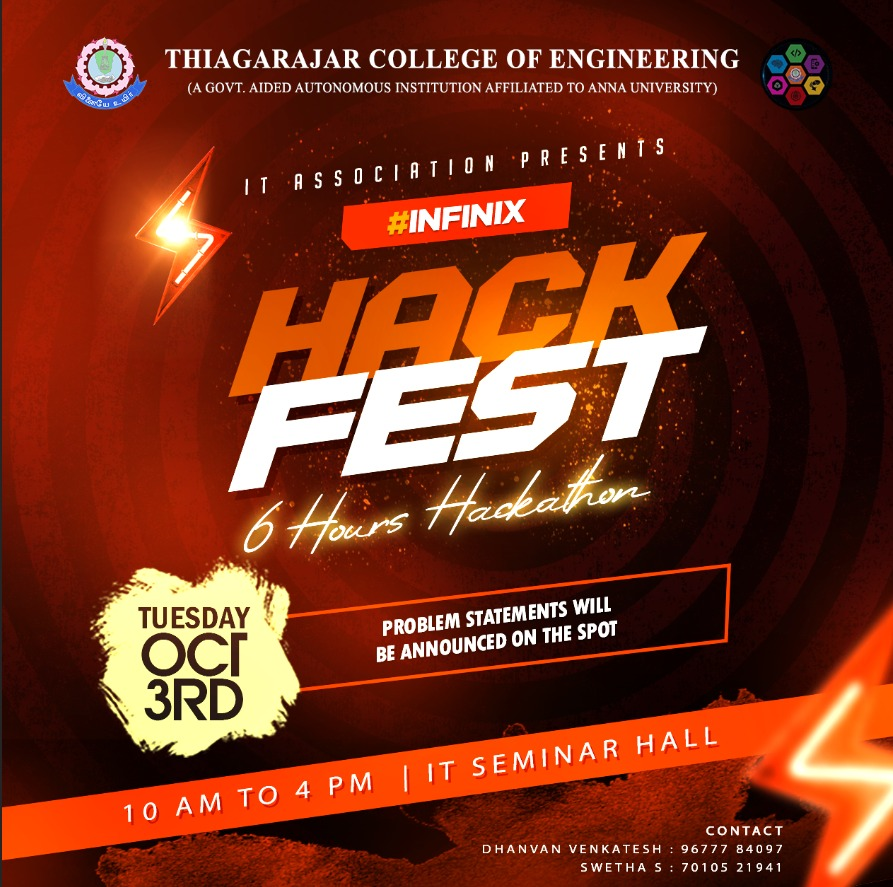 THIAGARAJAR COLLEGE OF ENGINEERING
(A GOVT. AIDED AUTONOMOUS INSTITUTION AFFILIATED TO ANNA UNIVERSITY)
வினையே உயிர்
IT ASSOCIATION PRESENTS
#INFINIX
HACK
FEST
6 Hours Hackathon
TUESDAY
OCT
3RD
PROBLEM STATEMENTS WILL
BE ANNOUNCED ON THE SPOT
10 AM TO 4 PM | IT SEMINAR HALL
CONTACT
DHANVAN VENKATESH : 96777 84097
SWETHA S : 70105 21941